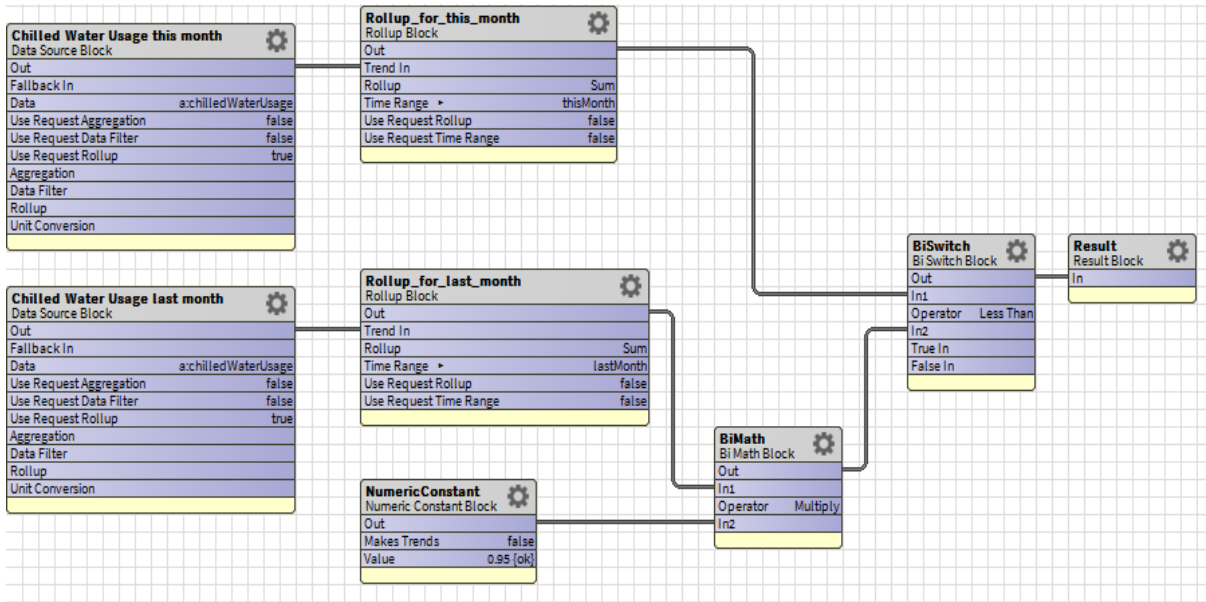 Chilled Water Usage this month
Data Source Block
Out
Fallback In
Data a:chilledWaterUsage
Use Request Aggregation false
Use Request Data Filter false
Use Request Rollup true
Aggregation
Data Filter
Rollup
Unit Conversion
Rollup_for_this_month
Rollup Block
Out
Trend In
Rollup Sum
Time Range ▸ thisMonth
Use Request Rollup false
Use Request Time Range false
Chilled Water Usage last month
Data Source Block
Out
Fallback In
Data a:chilledWaterUsage
Use Request Aggregation false
Use Request Data Filter false
Use Request Rollup true
Aggregation
Data Filter
Rollup
Unit Conversion
Rollup_for_last_month
Rollup Block
Out
Trend In
Rollup Sum
Time Range ▸ lastMonth
Use Request Rollup false
Use Request Time Range false
NumericConstant
Numeric Constant Block
Out
Makes Trends false
Value 0.95 {ok}
BiMath
Bi Math Block
Out
In1
Operator Multiply
In2
BiSwitch
Bi Switch Block
Out
In1
Operator Less Than
In2
True In
False In
Result
Result Block
In